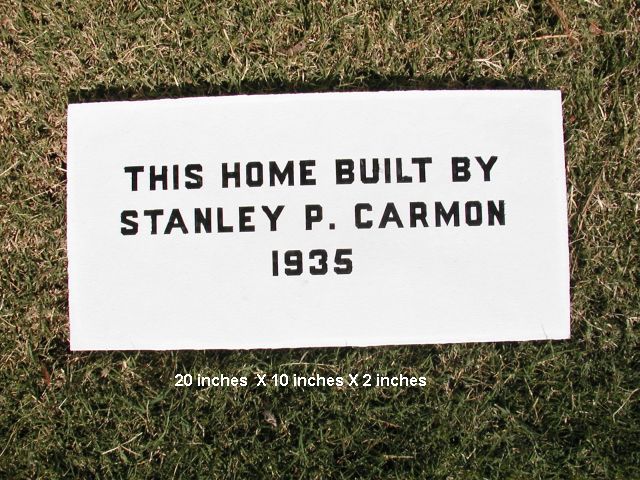 THIS HOME BUILT BY
STANLEY P. CARMON
1935
20 inches X 10 inches X 2 inches